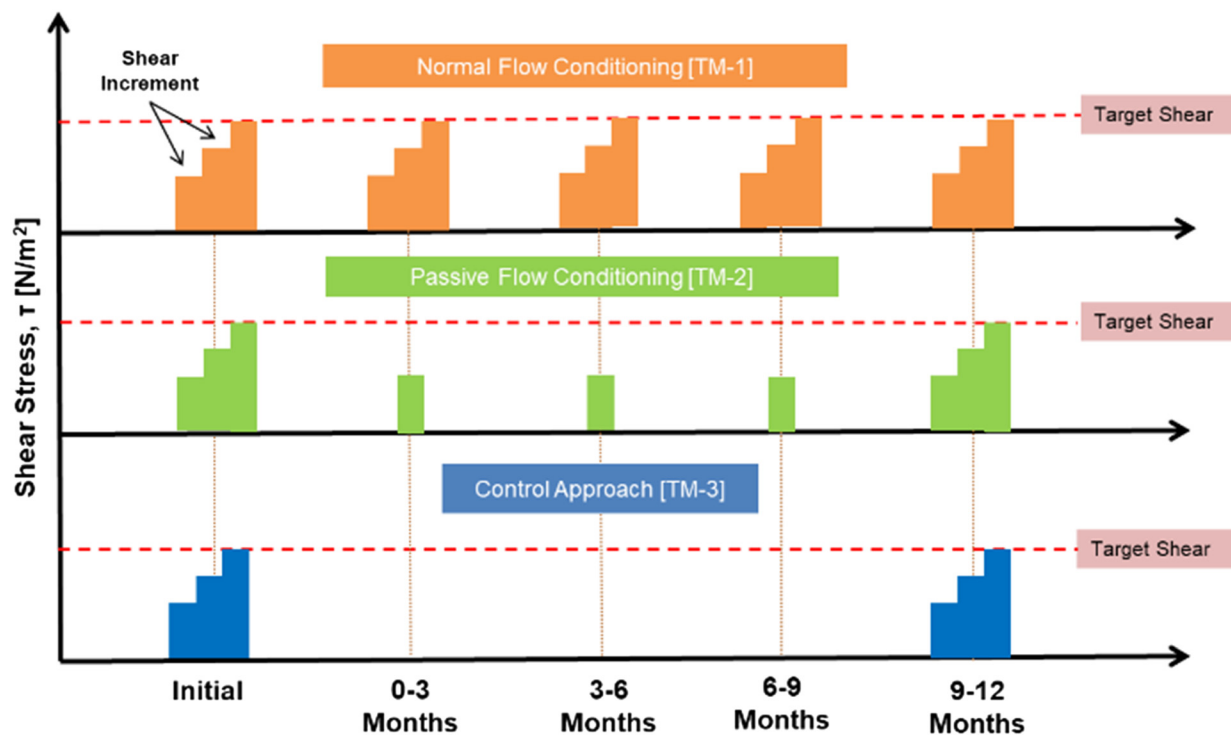 Shear
Increment
Normal Flow Conditioning [TM-1]
Target Shear
Passive Flow Conditioning [TM-2]
Target Shear
Control Approach [TM-3]
Target Shear
Shear Stress, τ [N/m²]
Initial
0-3
Months
3-6
Months
6-9
Months
9-12
Months